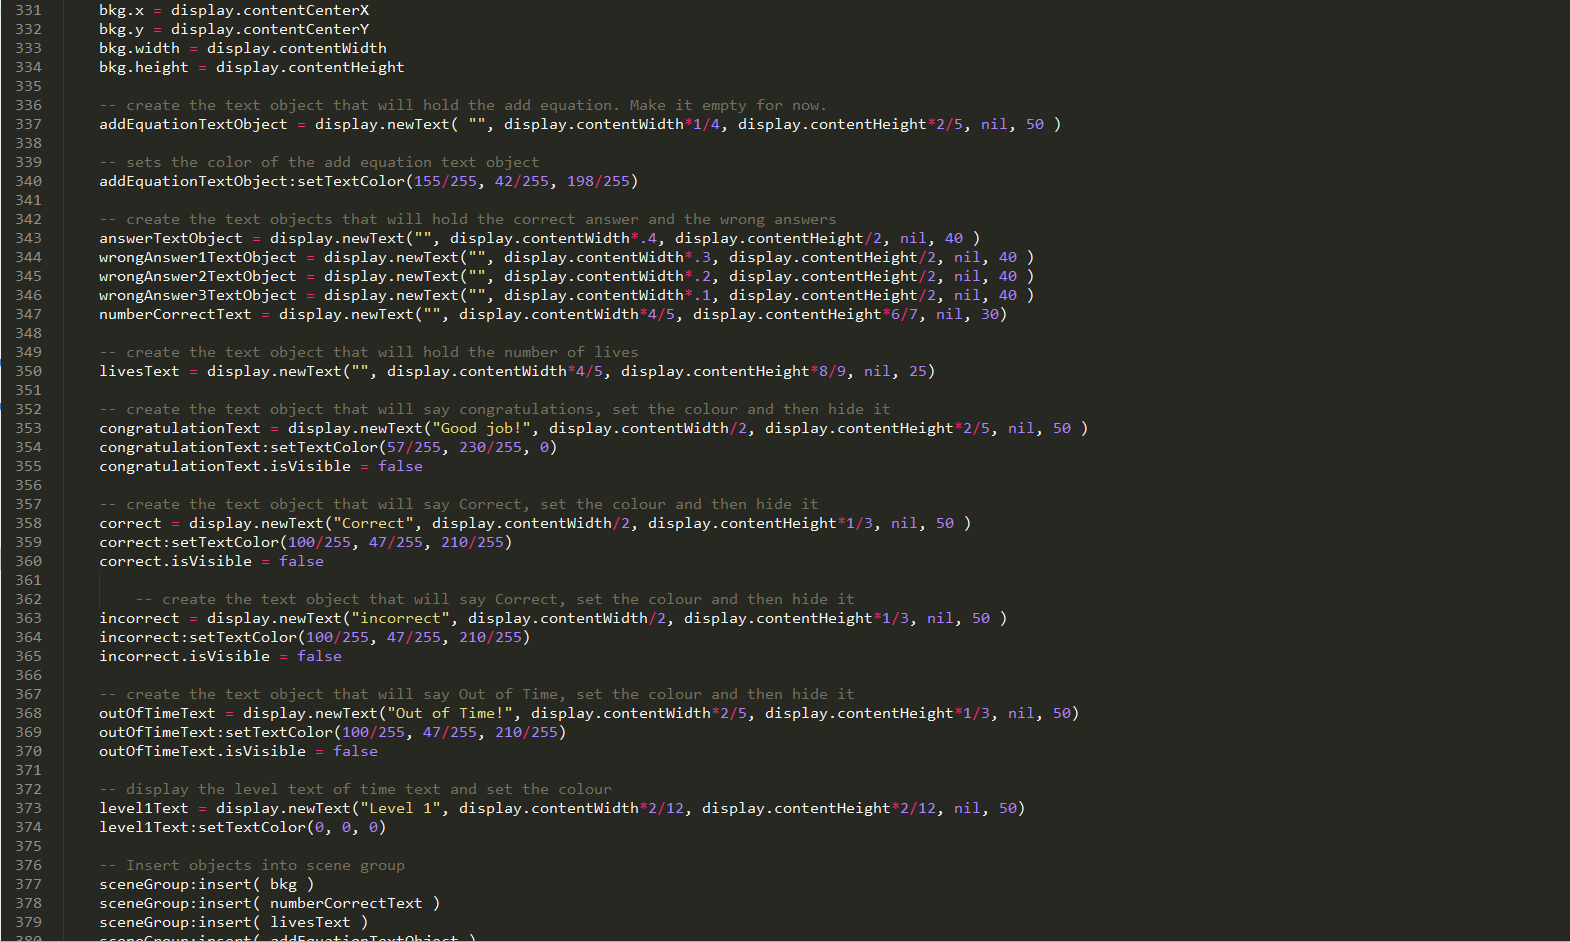 331 bkg.x = display.contentCenterX
332 bkg.y = display.contentCenterY
333 bkg.width = display.contentWidth
334 bkg.height = display.contentHeight
335
336 -- create the text object that will hold the add equation. Make it empty for now.
337 addEquationTextObject = display.newText( "", display.contentWidth*1/4, display.contentHeight*2/5, nil, 50 )
338
339 -- sets the color of the add equation text object
340 addEquationTextObject:setTextColor(155/255, 42/255, 198/255)
341
342 -- create the text objects that will hold the correct answer and the wrong answers
343 answerTextObject = display.newText("", display.contentWidth*.4, display.contentHeight/2, nil, 40 )
344 wrongAnswer1TextObject = display.newText("", display.contentWidth*.3, display.contentHeight/2, nil, 40 )
345 wrongAnswer2TextObject = display.newText("", display.contentWidth*.2, display.contentHeight/2, nil, 40 )
346 wrongAnswer3TextObject = display.newText("", display.contentWidth*.1, display.contentHeight/2, nil, 40 )
347 numberCorrectText = display.newText("", display.contentWidth*4/5, display.contentHeight*6/7, nil, 30)
348
349 -- create the text object that will hold the number of lives
350 livesText = display.newText("", display.contentWidth*4/5, display.contentHeight*8/9, nil, 25)
351
352 -- create the text object that will say congratulations, set the colour and then hide it
353 congratulationText = display.newText("Good job!", display.contentWidth/2, display.contentHeight*2/5, nil, 50 )
354 congratulationText:setTextColor(57/255, 230/255, 0)
355 congratulationText.isVisible = false
356
357 -- create the text object that will say Correct, set the colour and then hide it
358 correct = display.newText("Correct", display.contentWidth/2, display.contentHeight*1/3, nil, 50 )
359 correct:setTextColor(100/255, 47/255, 210/255)
360 correct.isVisible = false
361
362 -- create the text object that will say Correct, set the colour and then hide it
363 incorrect = display.newText("incorrect", display.contentWidth/2, display.contentHeight*1/3, nil, 50 )
364 incorrect:setTextColor(100/255, 47/255, 210/255)
365 incorrect.isVisible = false
366
367 -- create the text object that will say Out of Time, set the colour and then hide it
368 outOfTimeText = display.newText("Out of Time!", display.contentWidth*2/5, display.contentHeight*1/3, nil, 50)
369 outOfTimeText:setTextColor(100/255, 47/255, 210/255)
370 outOfTimeText.isVisible = false
371
372 -- display the level text of time text and set the colour
373 level1Text = display.newText("Level 1", display.contentWidth*2/12, display.contentHeight*2/12, nil, 50)
374 level1Text:setTextColor(0, 0, 0)
375
376 -- Insert objects into scene group
377 sceneGroup:insert( bkg )
378 sceneGroup:insert( numberCorrectText )
379 sceneGroup:insert( livesText )
380 sceneGroup:insert( addEquationTextObject )